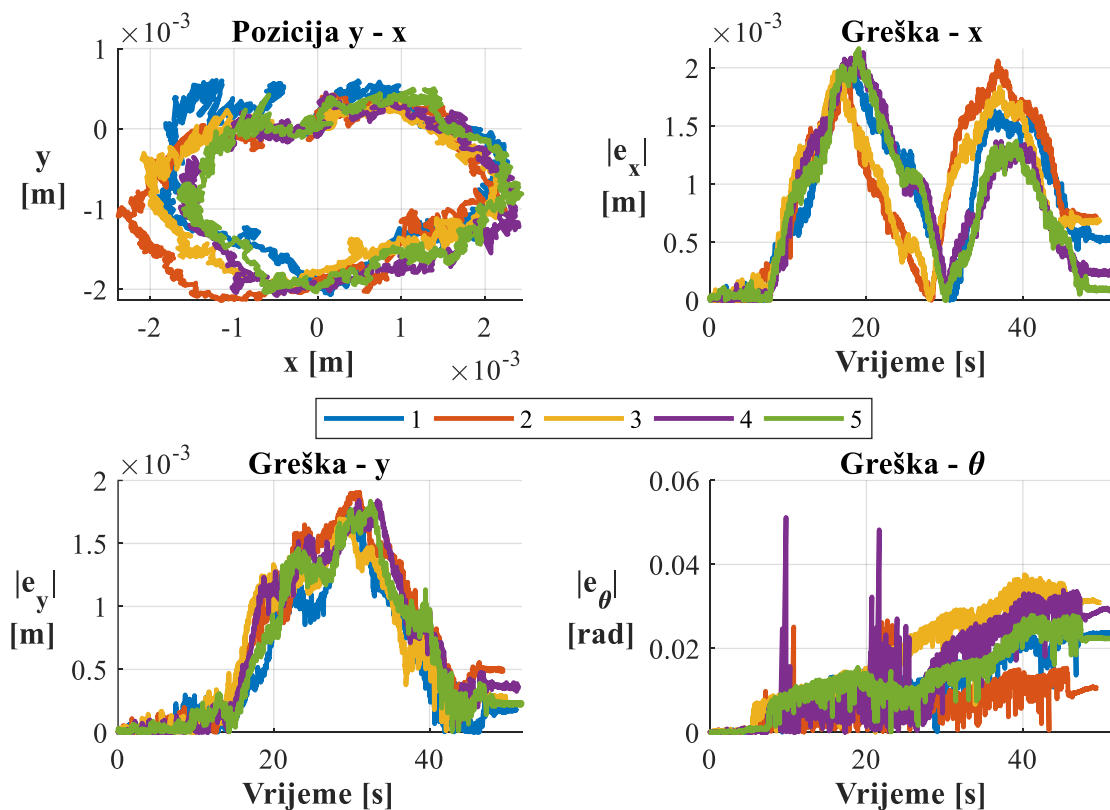 ×10⁻³
Pozicija y - x
1
0
-1
-2
y
[m]
-2
-1
0
1
2
x [m]
×10⁻³
×10⁻³
Greška - x
2
1.5
1
0.5
0
|eₓ|
[m]
0
20
40
Vrijeme [s]
1
2
3
4
5
×10⁻³
Greška - y
2
1.5
1
0.5
0
|e_y|
[m]
0
20
40
Vrijeme [s]
Greška - θ
0.06
0.04
0.02
0
|e_θ|
[rad]
0
20
40
Vrijeme [s]